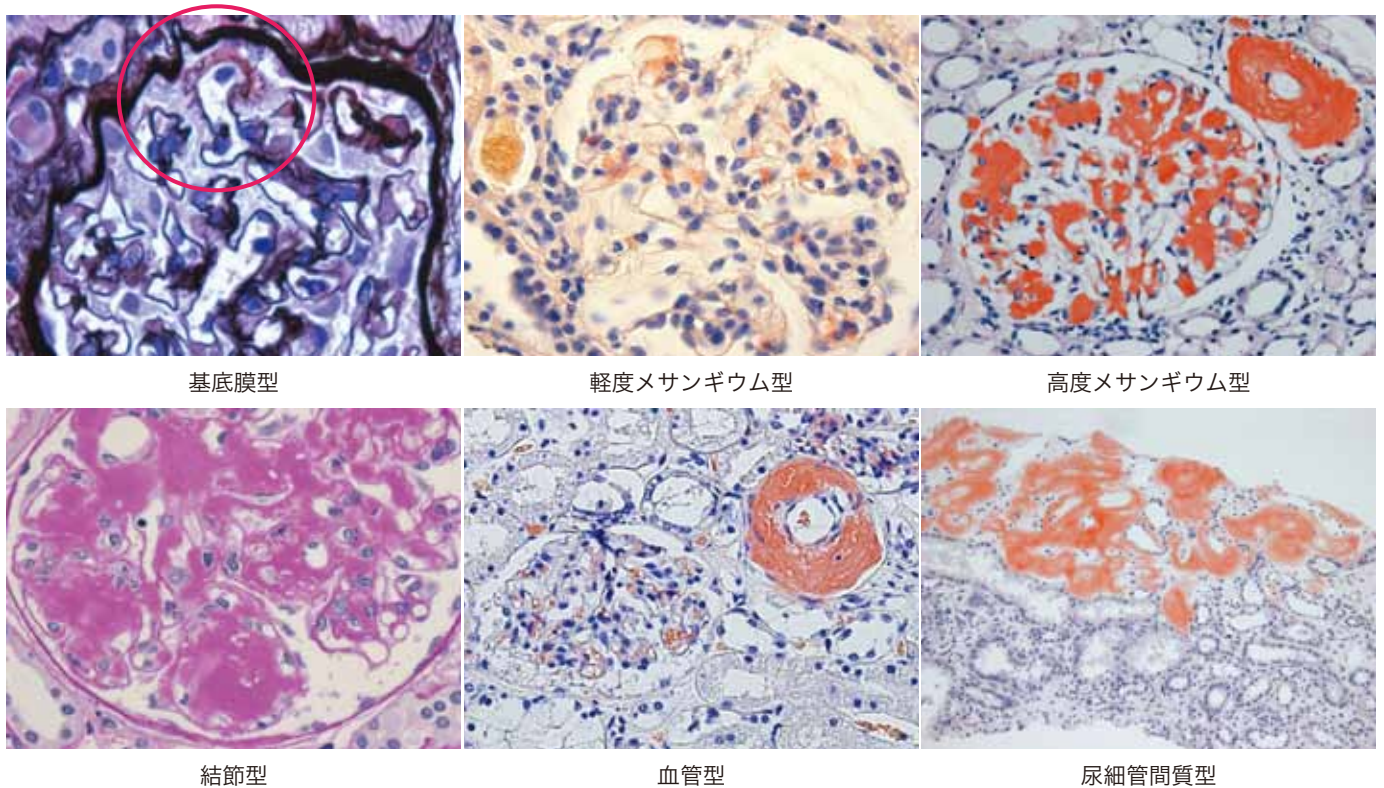 基底膜型
軽度メサンギウム型
高度メサンギウム型
結節型
血管型
尿細管間質型